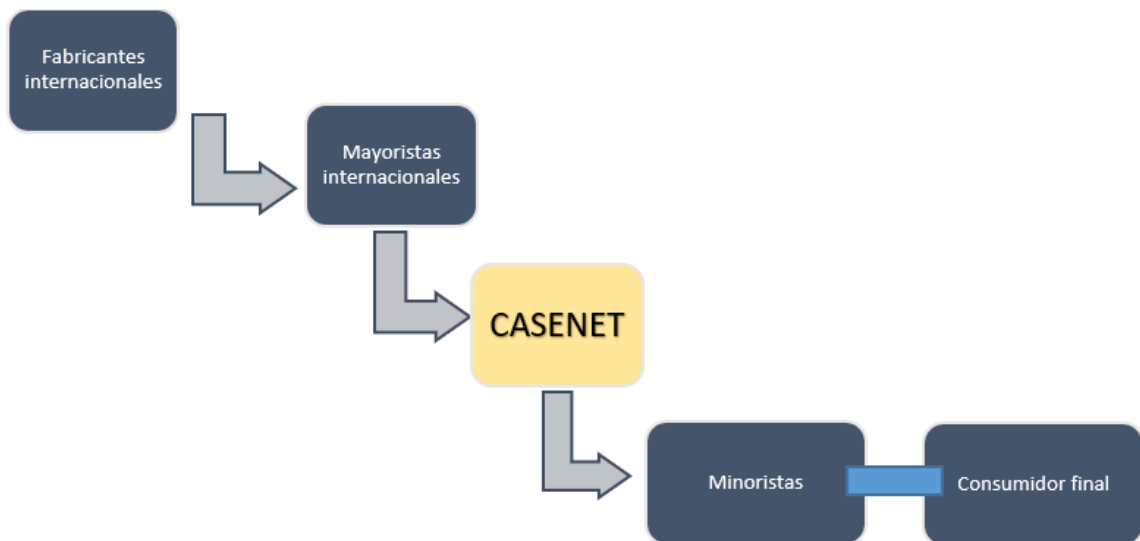 Fabricantes
internacionales
Mayoristas
internacionales
CASENET
Minoristas
Consumidor final